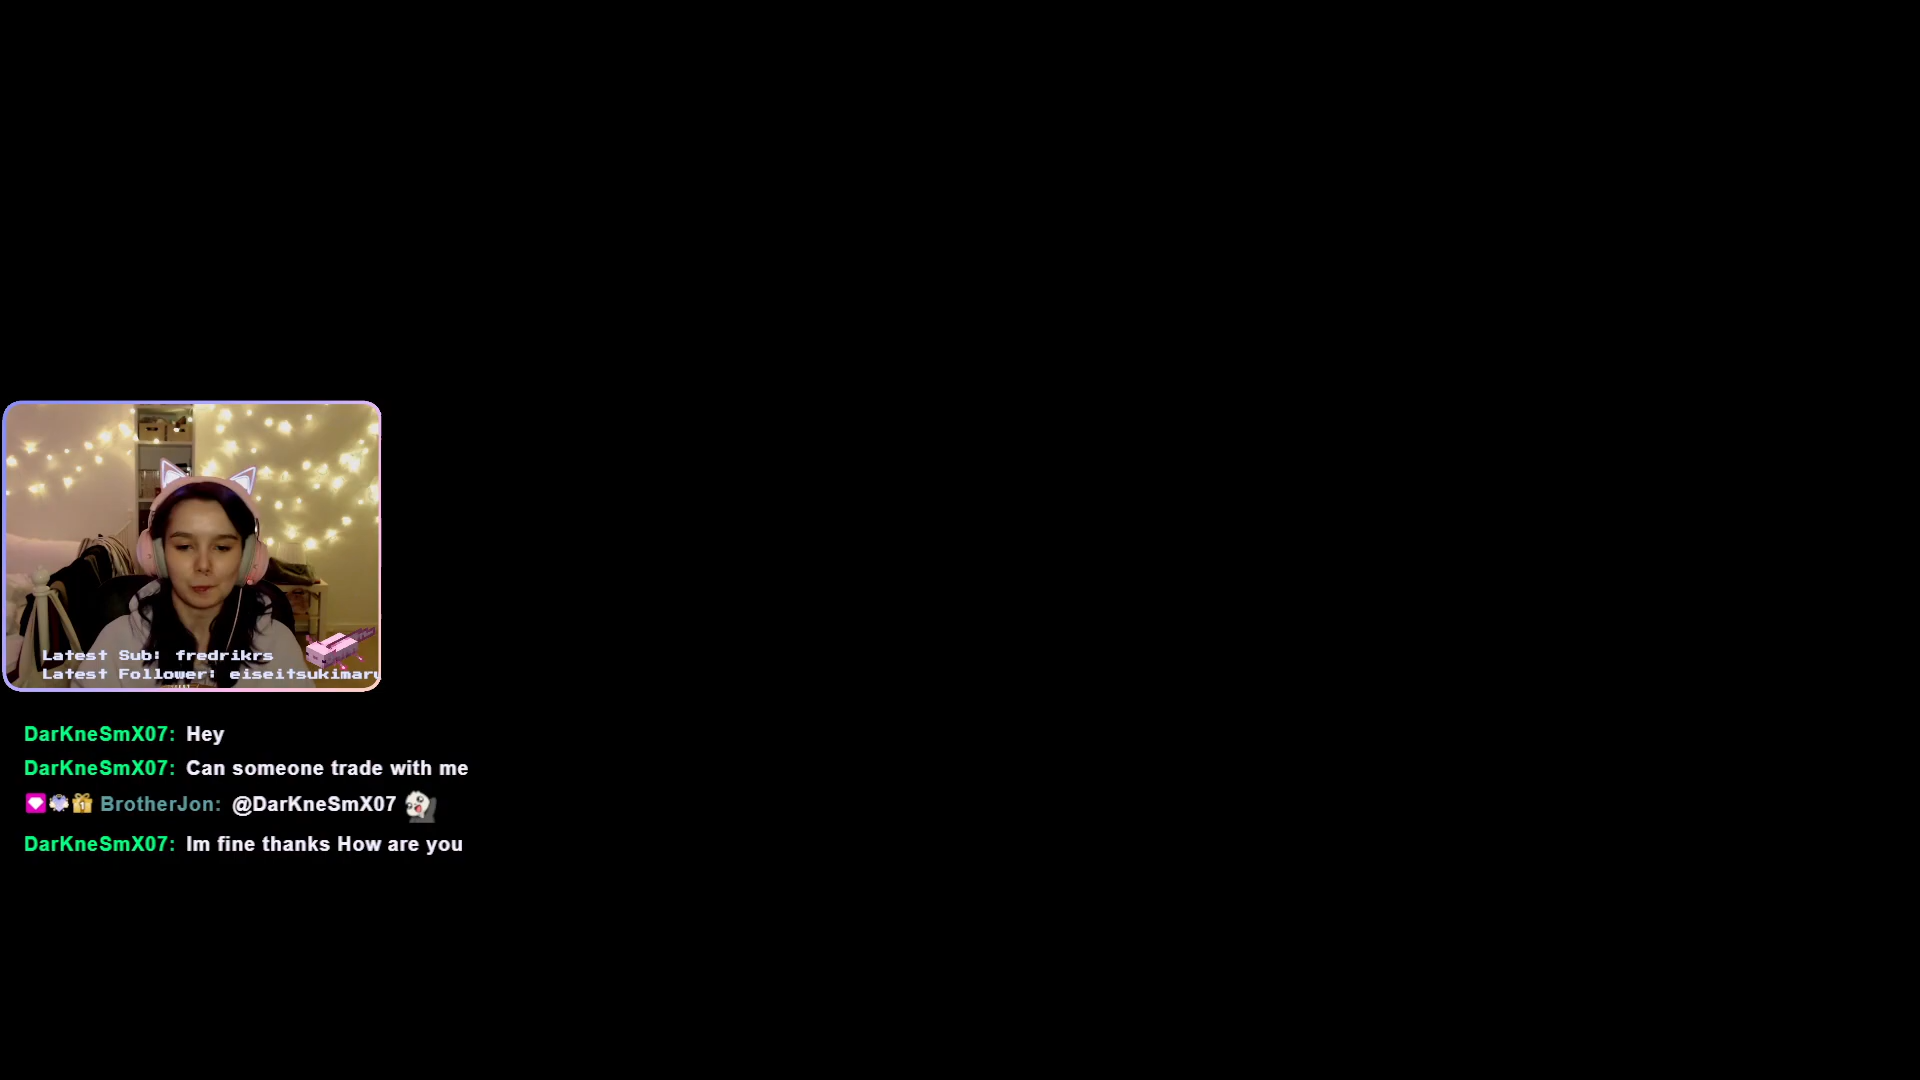 Latest Sub: fredrikrs
Latest Follower: eiseitsukimaru
DarKneSmX07: Hey
DarKneSmX07: Can someone trade with me
BrotherJon: @DarKneSmX07
DarKneSmX07: Im fine thanks How are you